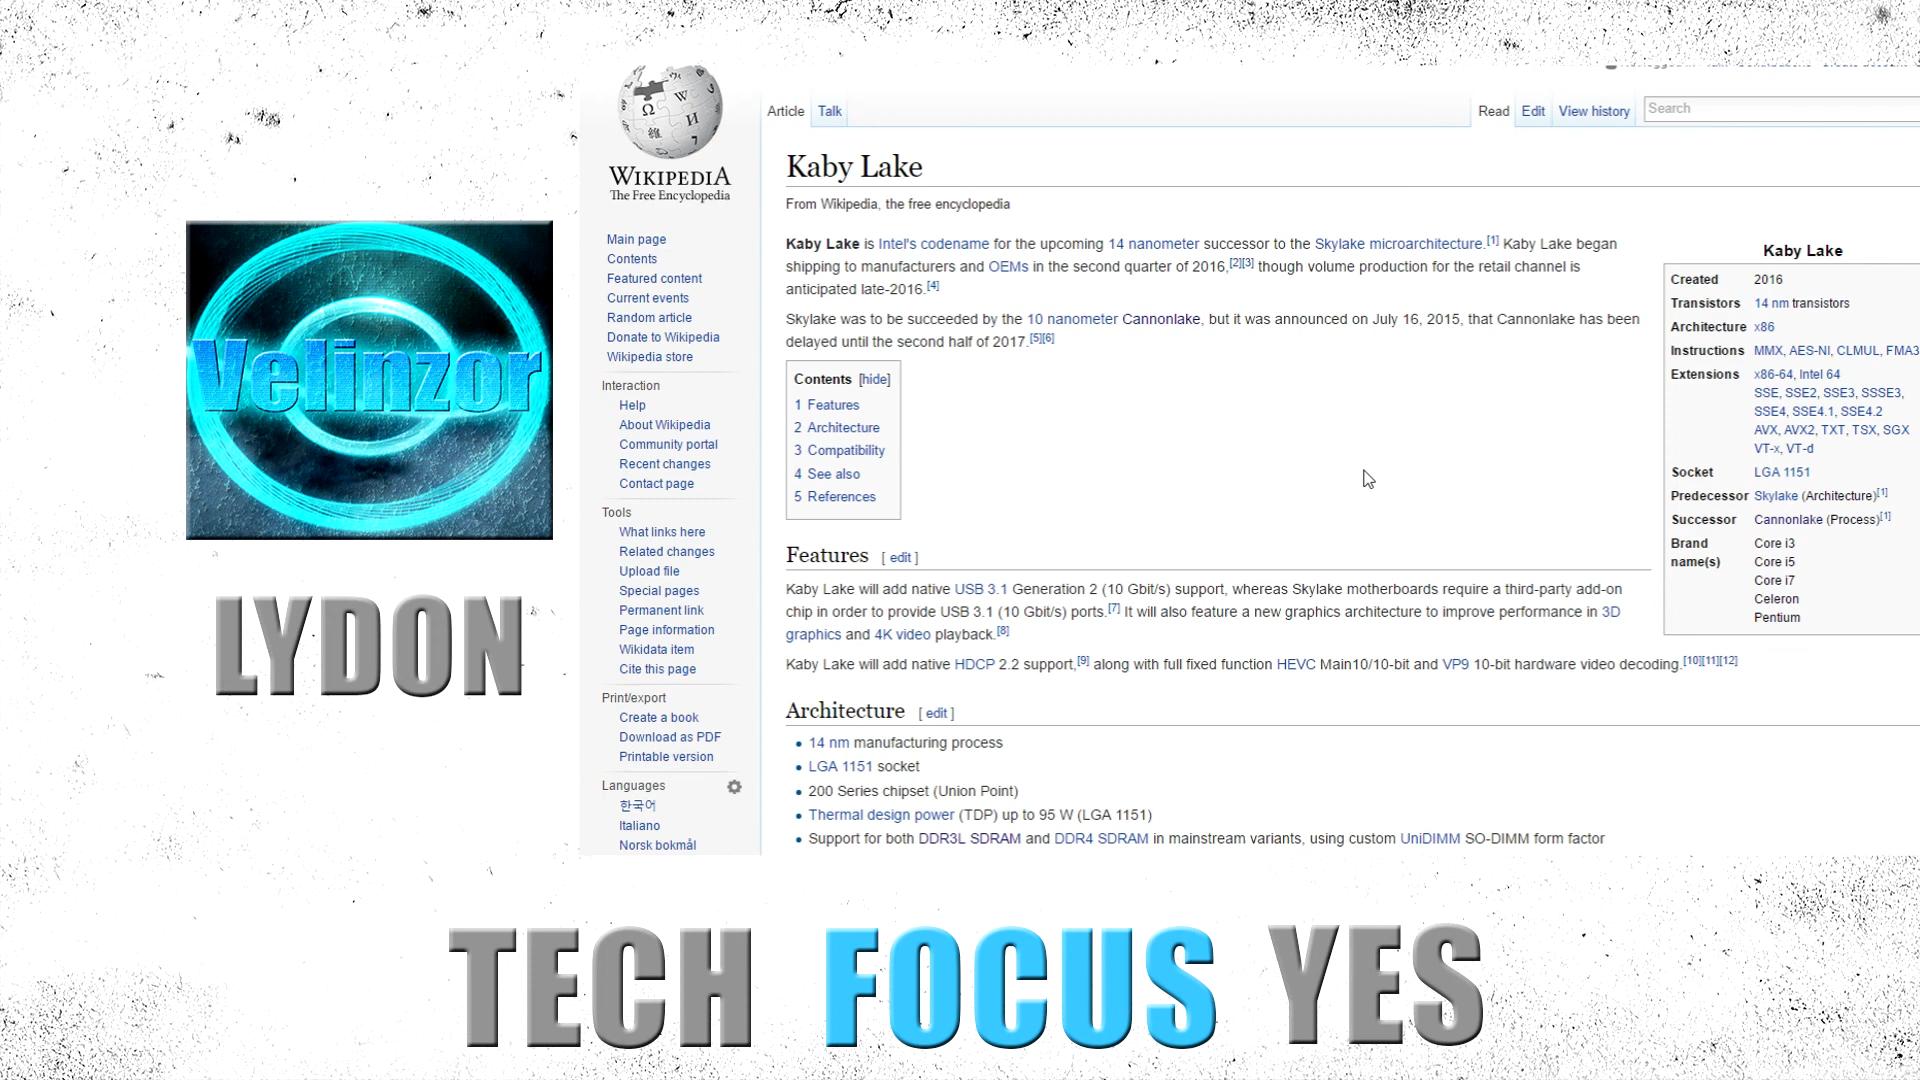 WIKIPEDIA
The Free Encyclopedia
Main page
Contents
Featured content
Current events
Random article
Donate to Wikipedia
Wikipedia store
Interaction
Help
About Wikipedia
Community portal
Recent changes
Contact page
Tools
What links here
Related changes
Upload file
Special pages
Permanent link
Page information
Wikidata item
Cite this page
Print/export
Create a book
Download as PDF
Printable version
Languages
한국어
Italiano
Norsk bokmål
Article Talk
Read Edit View history Search
Kaby Lake
From Wikipedia, the free encyclopedia
Kaby Lake is Intel's codename for the upcoming 14 nanometer successor to the Skylake microarchitecture.[1] Kaby Lake began
shipping to manufacturers and OEMs in the second quarter of 2016,[2][3] though volume production for the retail channel is
anticipated late-2016.[4]
Skylake was to be succeeded by the 10 nanometer Cannonlake, but it was announced on July 16, 2015, that Cannonlake has been
delayed until the second half of 2017.[5][6]
Contents [hide]
1 Features
2 Architecture
3 Compatibility
4 See also
5 References
Features [ edit ]
Kaby Lake will add native USB 3.1 Generation 2 (10 Gbit/s) support, whereas Skylake motherboards require a third-party add-on
chip in order to provide USB 3.1 (10 Gbit/s) ports.[7] It will also feature a new graphics architecture to improve performance in 3D
graphics and 4K video playback.[8]
Kaby Lake will add native HDCP 2.2 support,[9] along with full fixed function HEVC Main10/10-bit and VP9 10-bit hardware video decoding.[10][11][12]
Architecture [ edit ]
• 14 nm manufacturing process
• LGA 1151 socket
• 200 Series chipset (Union Point)
• Thermal design power (TDP) up to 95 W (LGA 1151)
• Support for both DDR3L SDRAM and DDR4 SDRAM in mainstream variants, using custom UniDIMM SO-DIMM form factor
Kaby Lake
Created 2016
Transistors 14 nm transistors
Architecture x86
Instructions MMX, AES-NI, CLMUL, FMA3
Extensions x86-64, Intel 64
SSE, SSE2, SSE3, SSSE3,
SSE4, SSE4.1, SSE4.2
AVX, AVX2, TXT, TSX, SGX
VT-x, VT-d
Socket LGA 1151
Predecessor Skylake (Architecture)[1]
Successor Cannonlake (Process)[1]
Brand Core i3
name(s) Core i5
Core i7
Celeron
Pentium
Velinzor
LYDON
TECH FOCUS YES